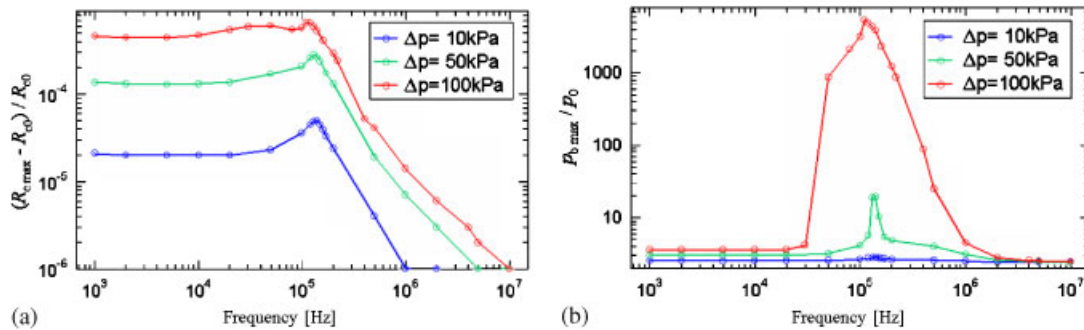 (R_c max - R_c0) / R_c0
10^-4
10^-5
10^-6
Δp= 10kPa
Δp= 50kPa
Δp=100kPa
10^3 10^4 10^5 10^6 10^7
Frequency [Hz]
(a)
p_b max / p_0
1000
100
10
Δp= 10kPa
Δp= 50kPa
Δp=100kPa
10^3 10^4 10^5 10^6 10^7
Frequency [Hz]
(b)